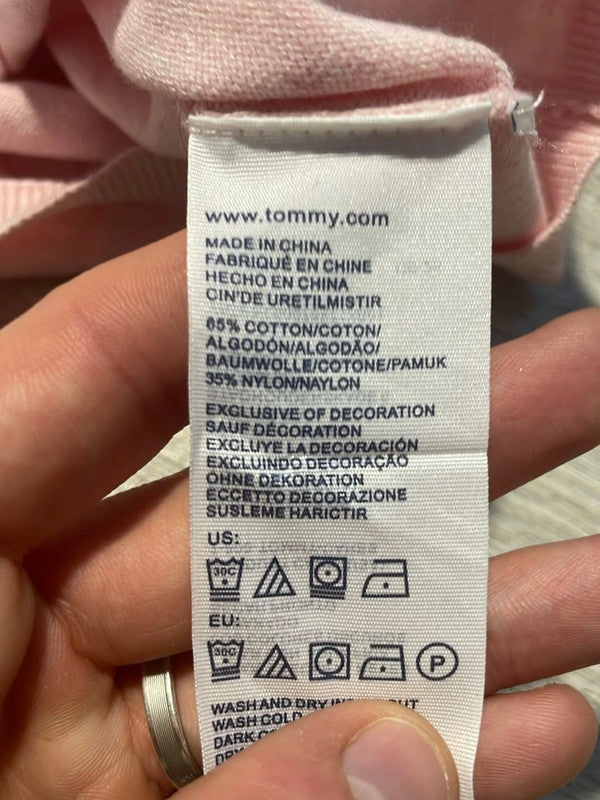 www.tommy.com
MADE IN CHINA
FABRIQUÉ EN CHINE
HECHO EN CHINA
CIN'DE URETILMISTIR
65% COTTON/COTON/
ALGODÓN/ALGODÃO/
BAUMWOLLE/COTONE/PAMUK
35% NYLON/NAYLON
EXCLUSIVE OF DECORATION
SAUF DÉCORATION
EXCLUYE LA DECORACIÓN
EXCLUINDO DECORAÇÃO
OHNE DEKORATION
ECCETTO DECORAZIONE
SUSLEME HARICTIR
US:
30C
EU:
30C P
WASH AND DRY
WASH COLD
DARK